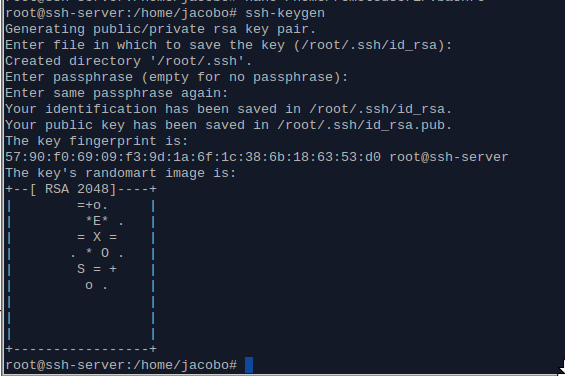 root@ssh-server:/home/jacobo# ssh-keygen
Generating public/private rsa key pair.
Enter file in which to save the key (/root/.ssh/id_rsa):
Created directory '/root/.ssh'.
Enter passphrase (empty for no passphrase):
Enter same passphrase again:
Your identification has been saved in /root/.ssh/id_rsa.
Your public key has been saved in /root/.ssh/id_rsa.pub.
The key fingerprint is:
57:90:f0:69:09:f3:9d:1a:6f:1c:38:6b:18:63:53:d0 root@ssh-server
The key's randomart image is:
+--[ RSA 2048]----+
|        =+o.     |
|         *E* .   |
|        = X =    |
|       . * O .   |
|        S = +    |
|         o .     |
|                 |
|                 |
|                 |
+-----------------+
root@ssh-server:/home/jacobo#